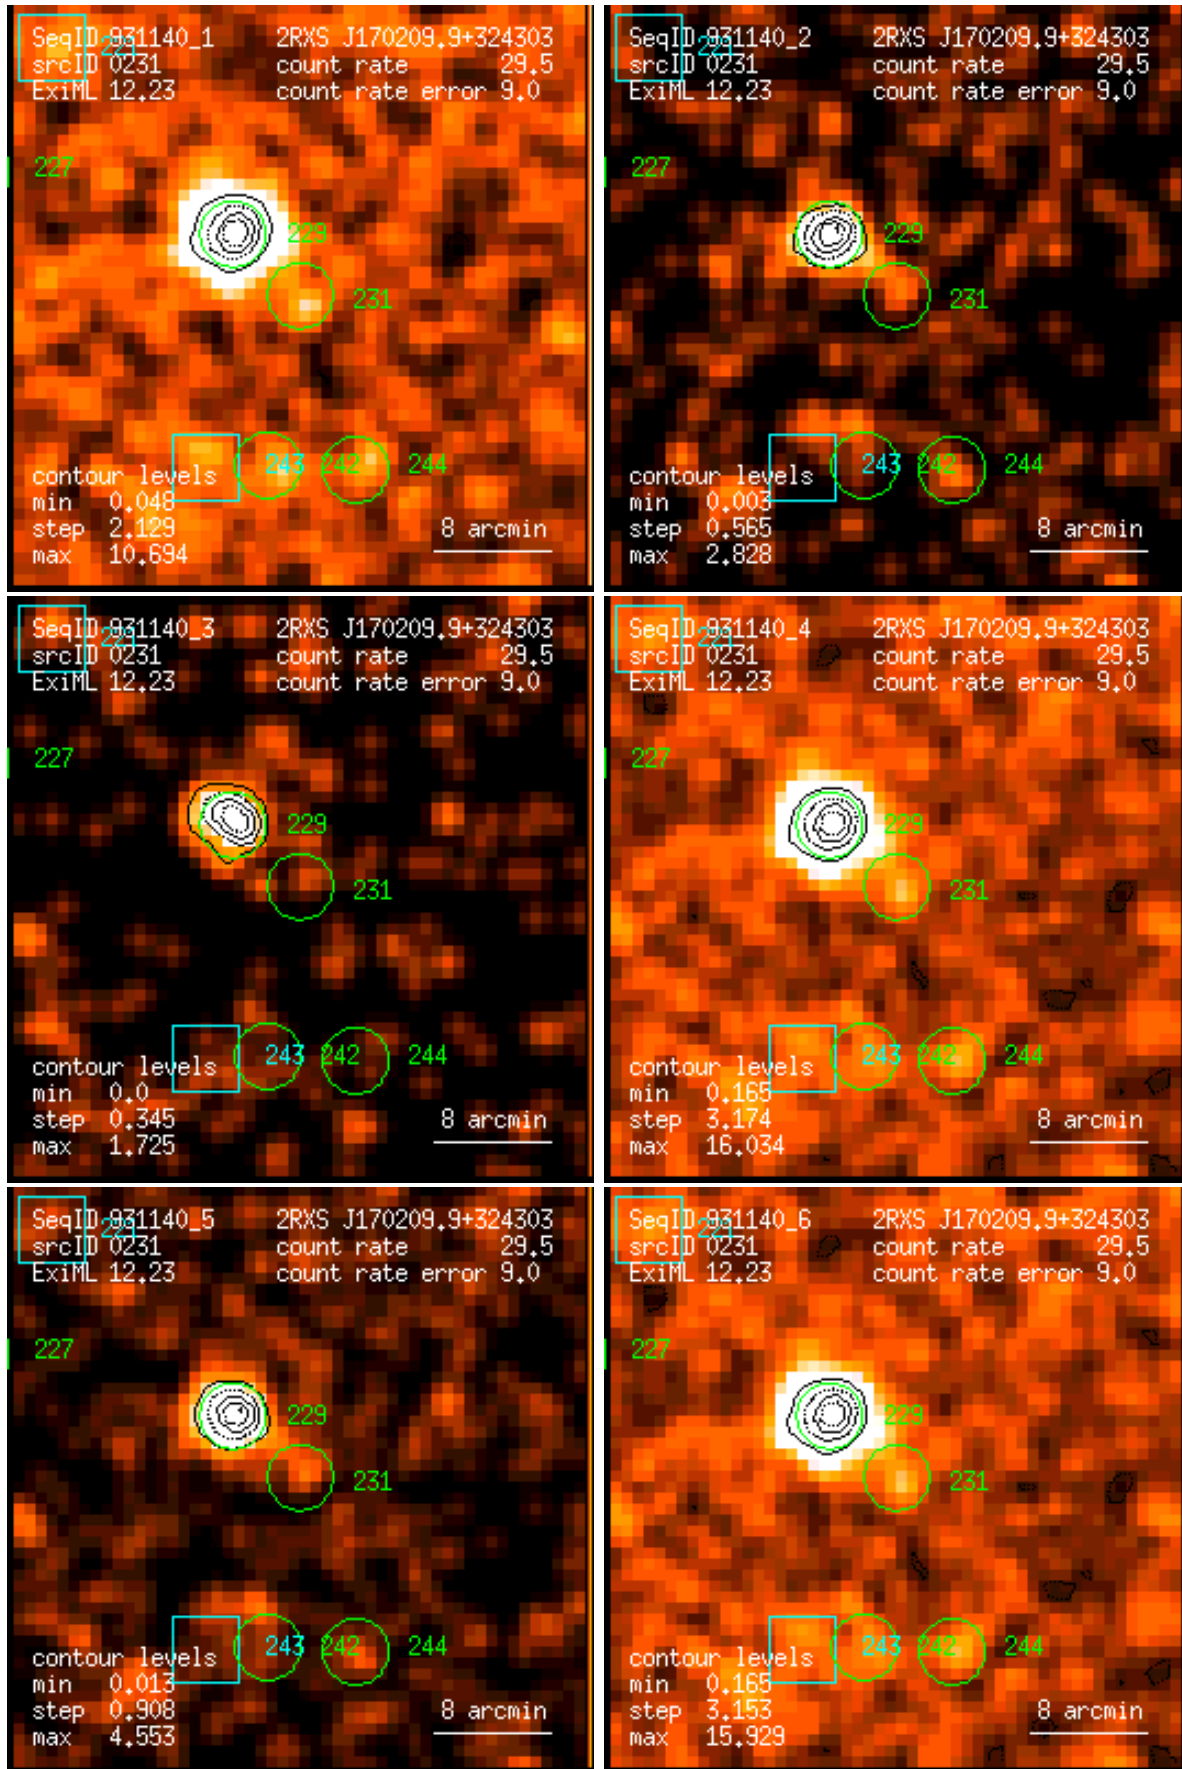 SeqID 931140_1 2RXS J170209.9+324303
srcID 0231 count rate 29.5
ExiML 12.23 count rate error 9.0
227
229
231
243 242 244
contour levels
min 0.048
step 2.129 8 arcmin
max 10.694
SeqID 931140_2 2RXS J170209.9+324303
srcID 0231 count rate 29.5
ExiML 12.23 count rate error 9.0
227
229
231
243 242 244
contour levels
min 0.003
step 0.565 8 arcmin
max 2.828
SeqID 931140_3 2RXS J170209.9+324303
srcID 0231 count rate 29.5
ExiML 12.23 count rate error 9.0
227
229
231
243 242 244
contour levels
min 0.0
step 0.345 8 arcmin
max 1.725
SeqID 931140_4 2RXS J170209.9+324303
srcID 0231 count rate 29.5
ExiML 12.23 count rate error 9.0
227
229
231
243 242 244
contour levels
min 0.165
step 3.174 8 arcmin
max 16.034
SeqID 931140_5 2RXS J170209.9+324303
srcID 0231 count rate 29.5
ExiML 12.23 count rate error 9.0
227
229
231
243 242 244
contour levels
min 0.013
step 0.908 8 arcmin
max 4.553
SeqID 931140_6 2RXS J170209.9+324303
srcID 0231 count rate 29.5
ExiML 12.23 count rate error 9.0
227
229
231
243 242 244
contour levels
min 0.165
step 3.153 8 arcmin
max 15.929